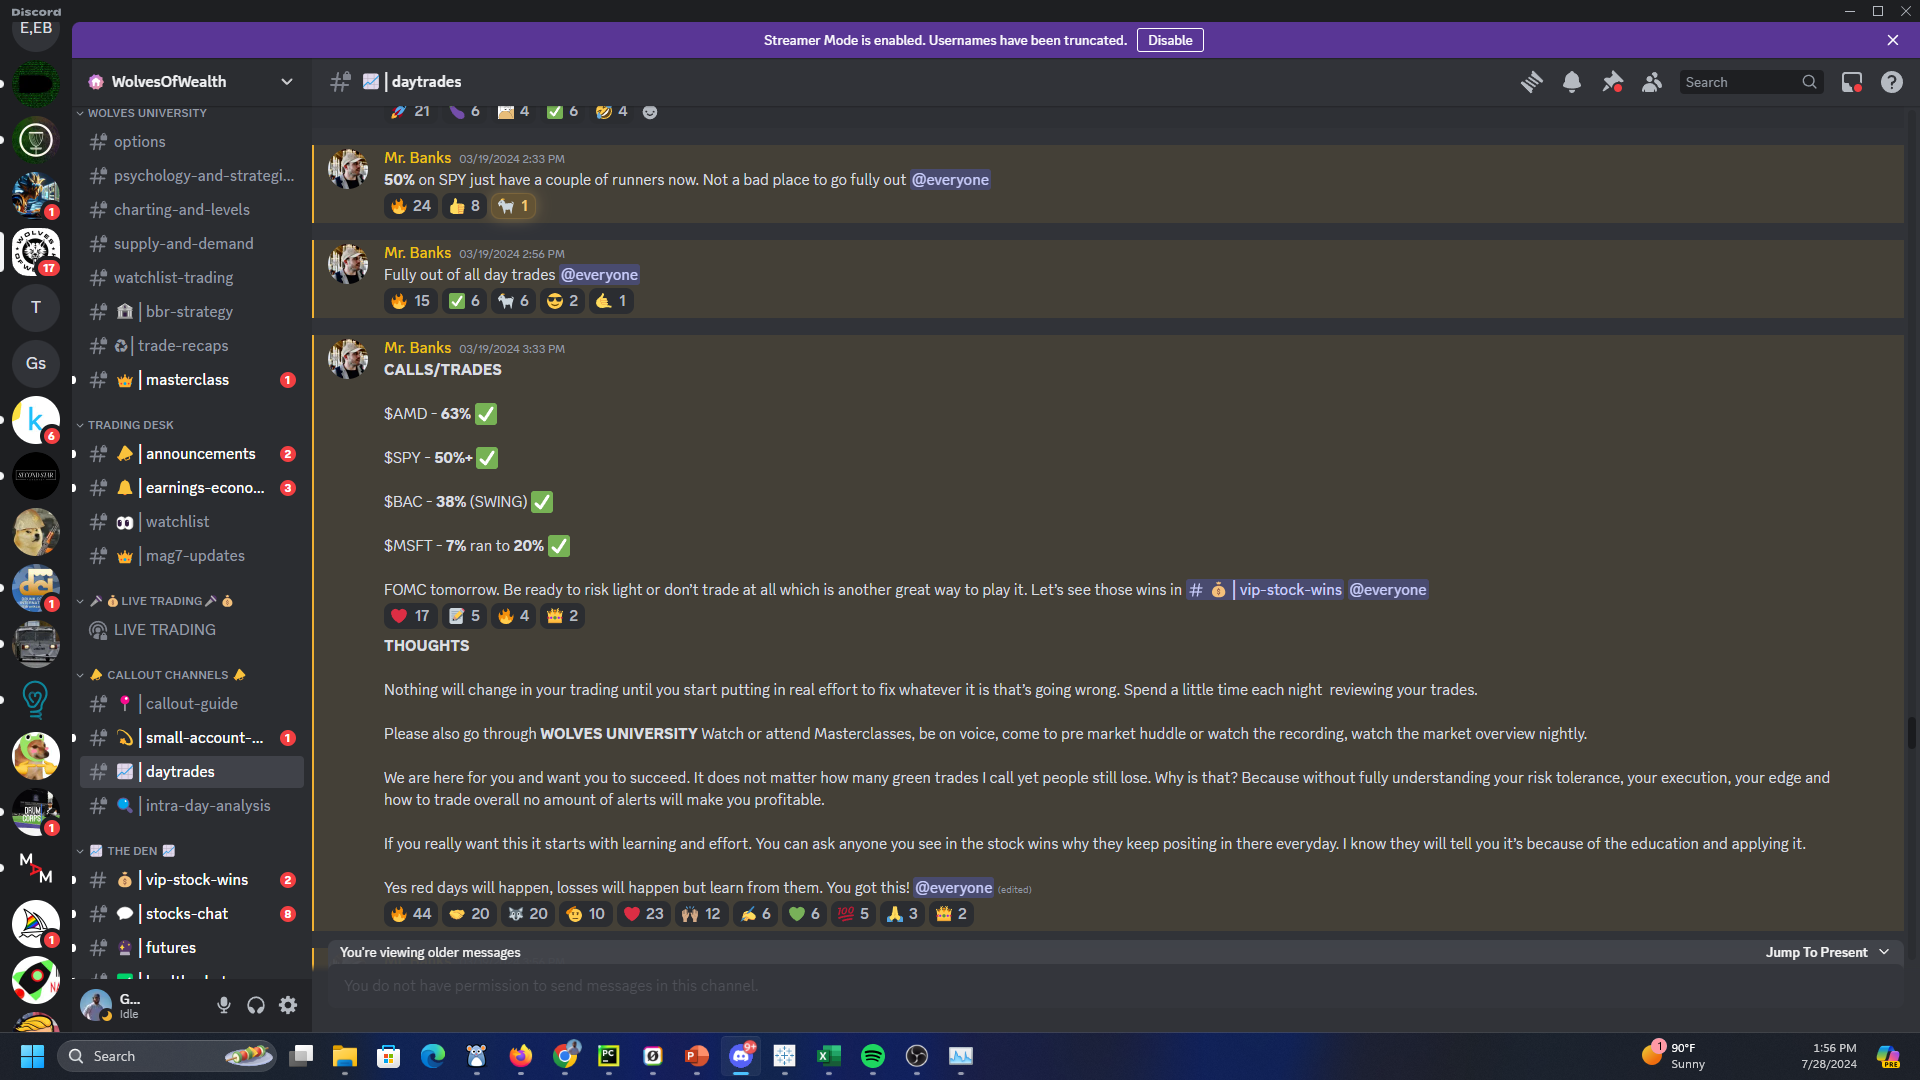 Discord
E,EB
Streamer Mode is enabled. Usernames have been truncated. Disable
WolvesOfWealth
daytrades
Search
WOLVES UNIVERSITY
options
psychology-and-strategi...
charting-and-levels
supply-and-demand
watchlist-trading
bbr-strategy
trade-recaps
masterclass 1
TRADING DESK
announcements 2
earnings-econo... 3
watchlist
mag7-updates
LIVE TRADING
LIVE TRADING
CALLOUT CHANNELS
callout-guide
small-account-... 1
daytrades
intra-day-analysis
THE DEN
vip-stock-wins 2
stocks-chat 8
futures
1
17
T
Gs
k
6
SECOND STAR
dci
1
DRUM CORPS
1
M A M
1
G...
Idle
21 6 4 6 4
Mr. Banks 03/19/2024 2:33 PM
50% on SPY just have a couple of runners now. Not a bad place to go fully out @everyone
24 8 1
Mr. Banks 03/19/2024 2:56 PM
Fully out of all day trades @everyone
15 6 6 2 1
Mr. Banks 03/19/2024 3:33 PM
CALLS/TRADES
$AMD - 63%
$SPY - 50%+
$BAC - 38% (SWING)
$MSFT - 7% ran to 20%
FOMC tomorrow. Be ready to risk light or don't trade at all which is another great way to play it. Let's see those wins in # vip-stock-wins @everyone
17 5 4 2
THOUGHTS
Nothing will change in your trading until you start putting in real effort to fix whatever it is that's going wrong. Spend a little time each night reviewing your trades.
Please also go through WOLVES UNIVERSITY Watch or attend Masterclasses, be on voice, come to pre market huddle or watch the recording, watch the market overview nightly.
We are here for you and want you to succeed. It does not matter how many green trades I call yet people still lose. Why is that? Because without fully understanding your risk tolerance, your execution, your edge and
how to trade overall no amount of alerts will make you profitable.
If you really want this it starts with learning and effort. You can ask anyone you see in the stock wins why they keep positing in there everyday. I know they will tell you it's because of the education and applying it.
Yes red days will happen, losses will happen but learn from them. You got this! @everyone (edited)
44 20 20 10 23 12 6 6 100 5 3 2
You're viewing older messages
Jump To Present
You do not have permission to send messages in this channel.
Search
PC
9+
1
90°F
Sunny
1:56 PM
7/28/2024
PRE